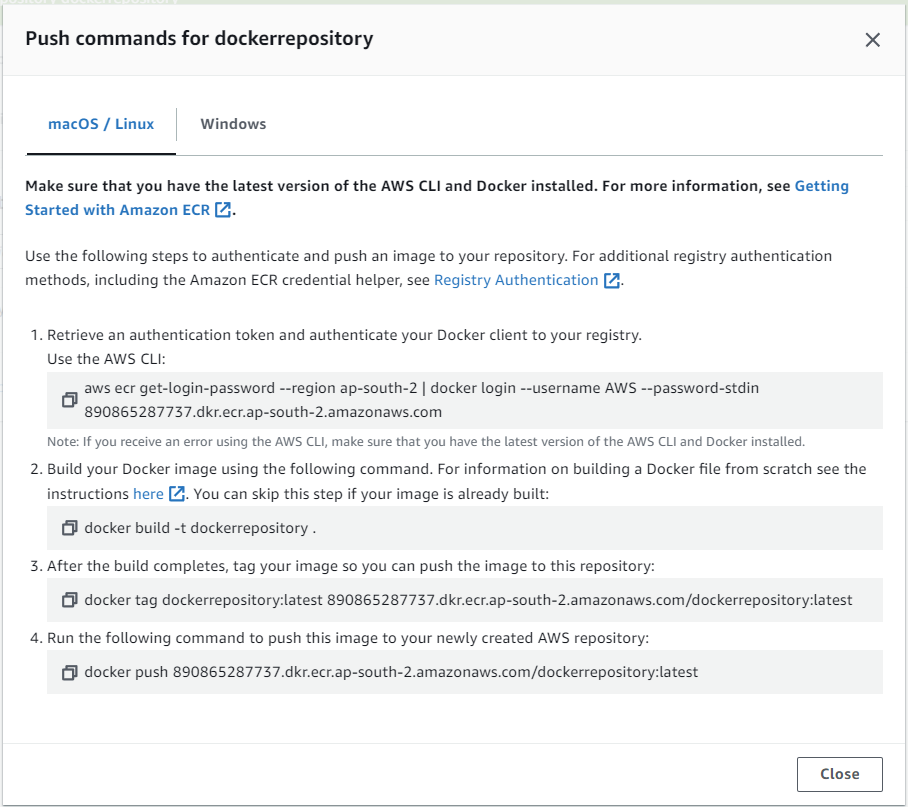 Push commands for dockerrepository
macOS / Linux
Windows
Make sure that you have the latest version of the AWS CLI and Docker installed. For more information, see Getting
Started with Amazon ECR.
Use the following steps to authenticate and push an image to your repository. For additional registry authentication
methods, including the Amazon ECR credential helper, see Registry Authentication.
1. Retrieve an authentication token and authenticate your Docker client to your registry.
Use the AWS CLI:
aws ecr get-login-password --region ap-south-2 | docker login --username AWS --password-stdin
890865287737.dkr.ecr.ap-south-2.amazonaws.com
Note: If you receive an error using the AWS CLI, make sure that you have the latest version of the AWS CLI and Docker installed.
2. Build your Docker image using the following command. For information on building a Docker file from scratch see the
instructions here. You can skip this step if your image is already built:
docker build -t dockerrepository .
3. After the build completes, tag your image so you can push the image to this repository:
docker tag dockerrepository:latest 890865287737.dkr.ecr.ap-south-2.amazonaws.com/dockerrepository:latest
4. Run the following command to push this image to your newly created AWS repository:
docker push 890865287737.dkr.ecr.ap-south-2.amazonaws.com/dockerrepository:latest
Close